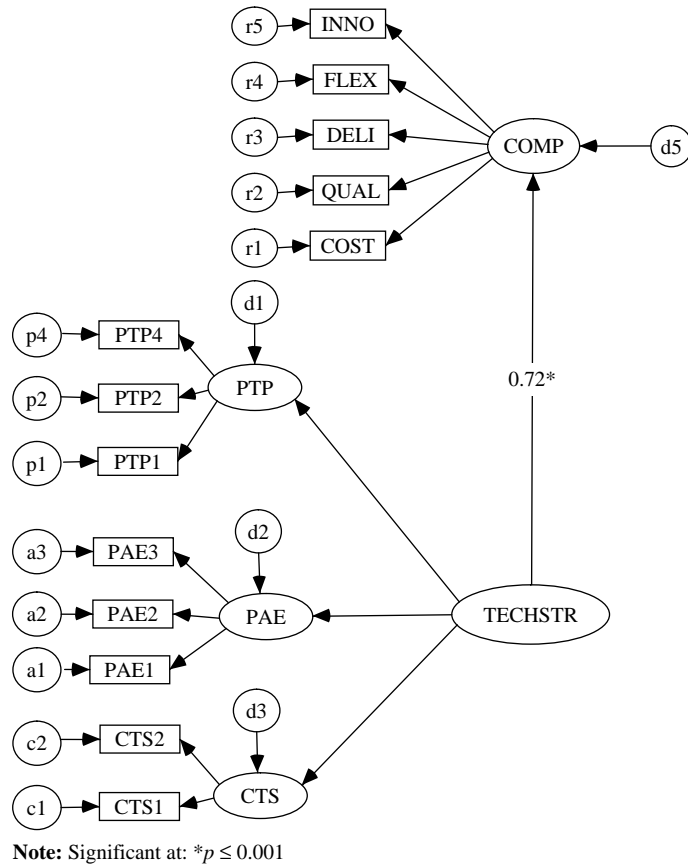 r5 INNO
r4 FLEX
r3 DELI COMP d5
r2 QUAL
r1 COST
d1
p4 PTP4
PTP 0.72*
p2 PTP2
p1 PTP1
d2
a3 PAE3
a2 PAE2 PAE TECHSTR
a1 PAE1
d3
c2 CTS2
CTS
c1 CTS1
Note: Significant at: *p ≤ 0.001